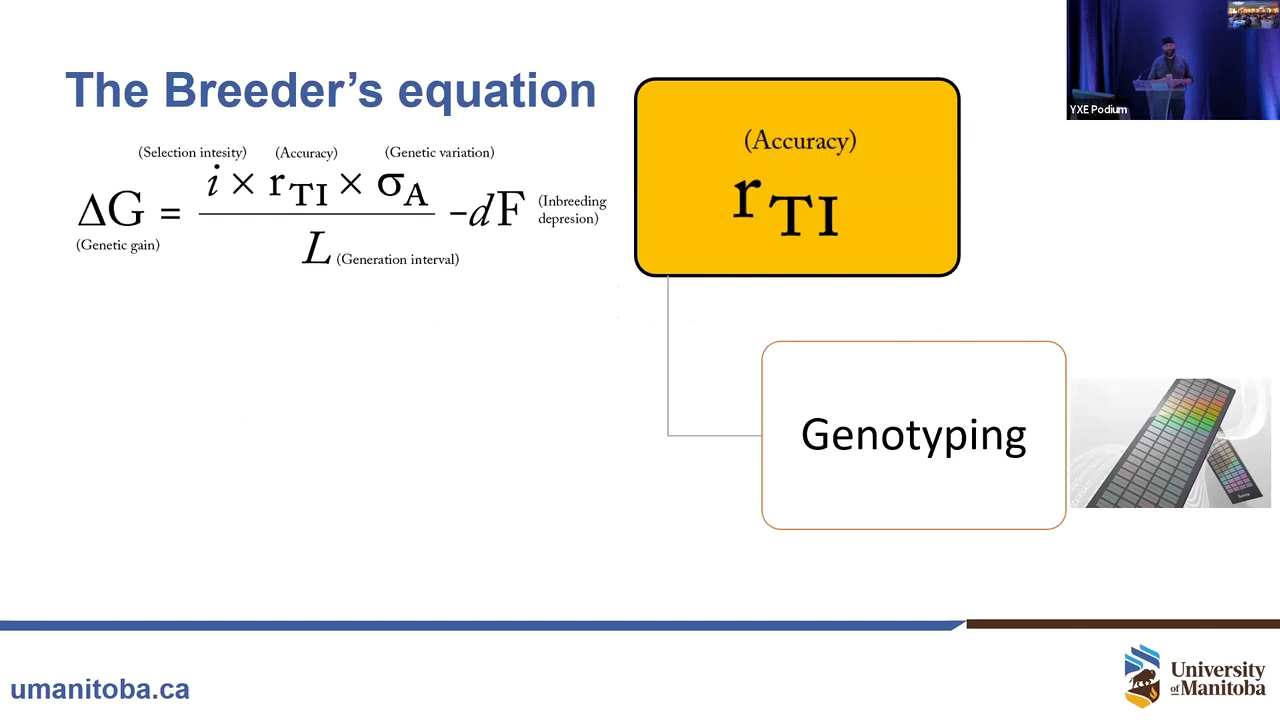 The Breeder's equation
(Selection intesity) (Accuracy) (Genetic variation)
ΔG = i × rTI × σA / L −dF
(Inbreeding
depresion)
(Genetic gain)
(Generation interval)
(Accuracy)
rTI
Genotyping
YXE Podium
umanitoba.ca
University
of Manitoba